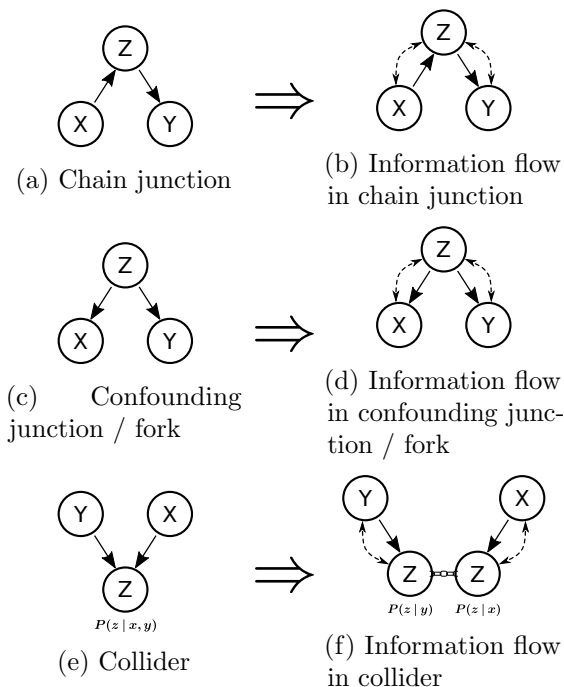 Z
X
Y
(a) Chain junction
Z
X
Y
(b) Information flow
in chain junction
Z
X
Y
(c) Confounding
junction / fork
Z
X
Y
(d) Information flow
in confounding junc-
tion / fork
Y
X
Z
P(z | x, y)
(e) Collider
Y
X
Z
Z
P(z | y)
P(z | x)
(f) Information flow
in collider